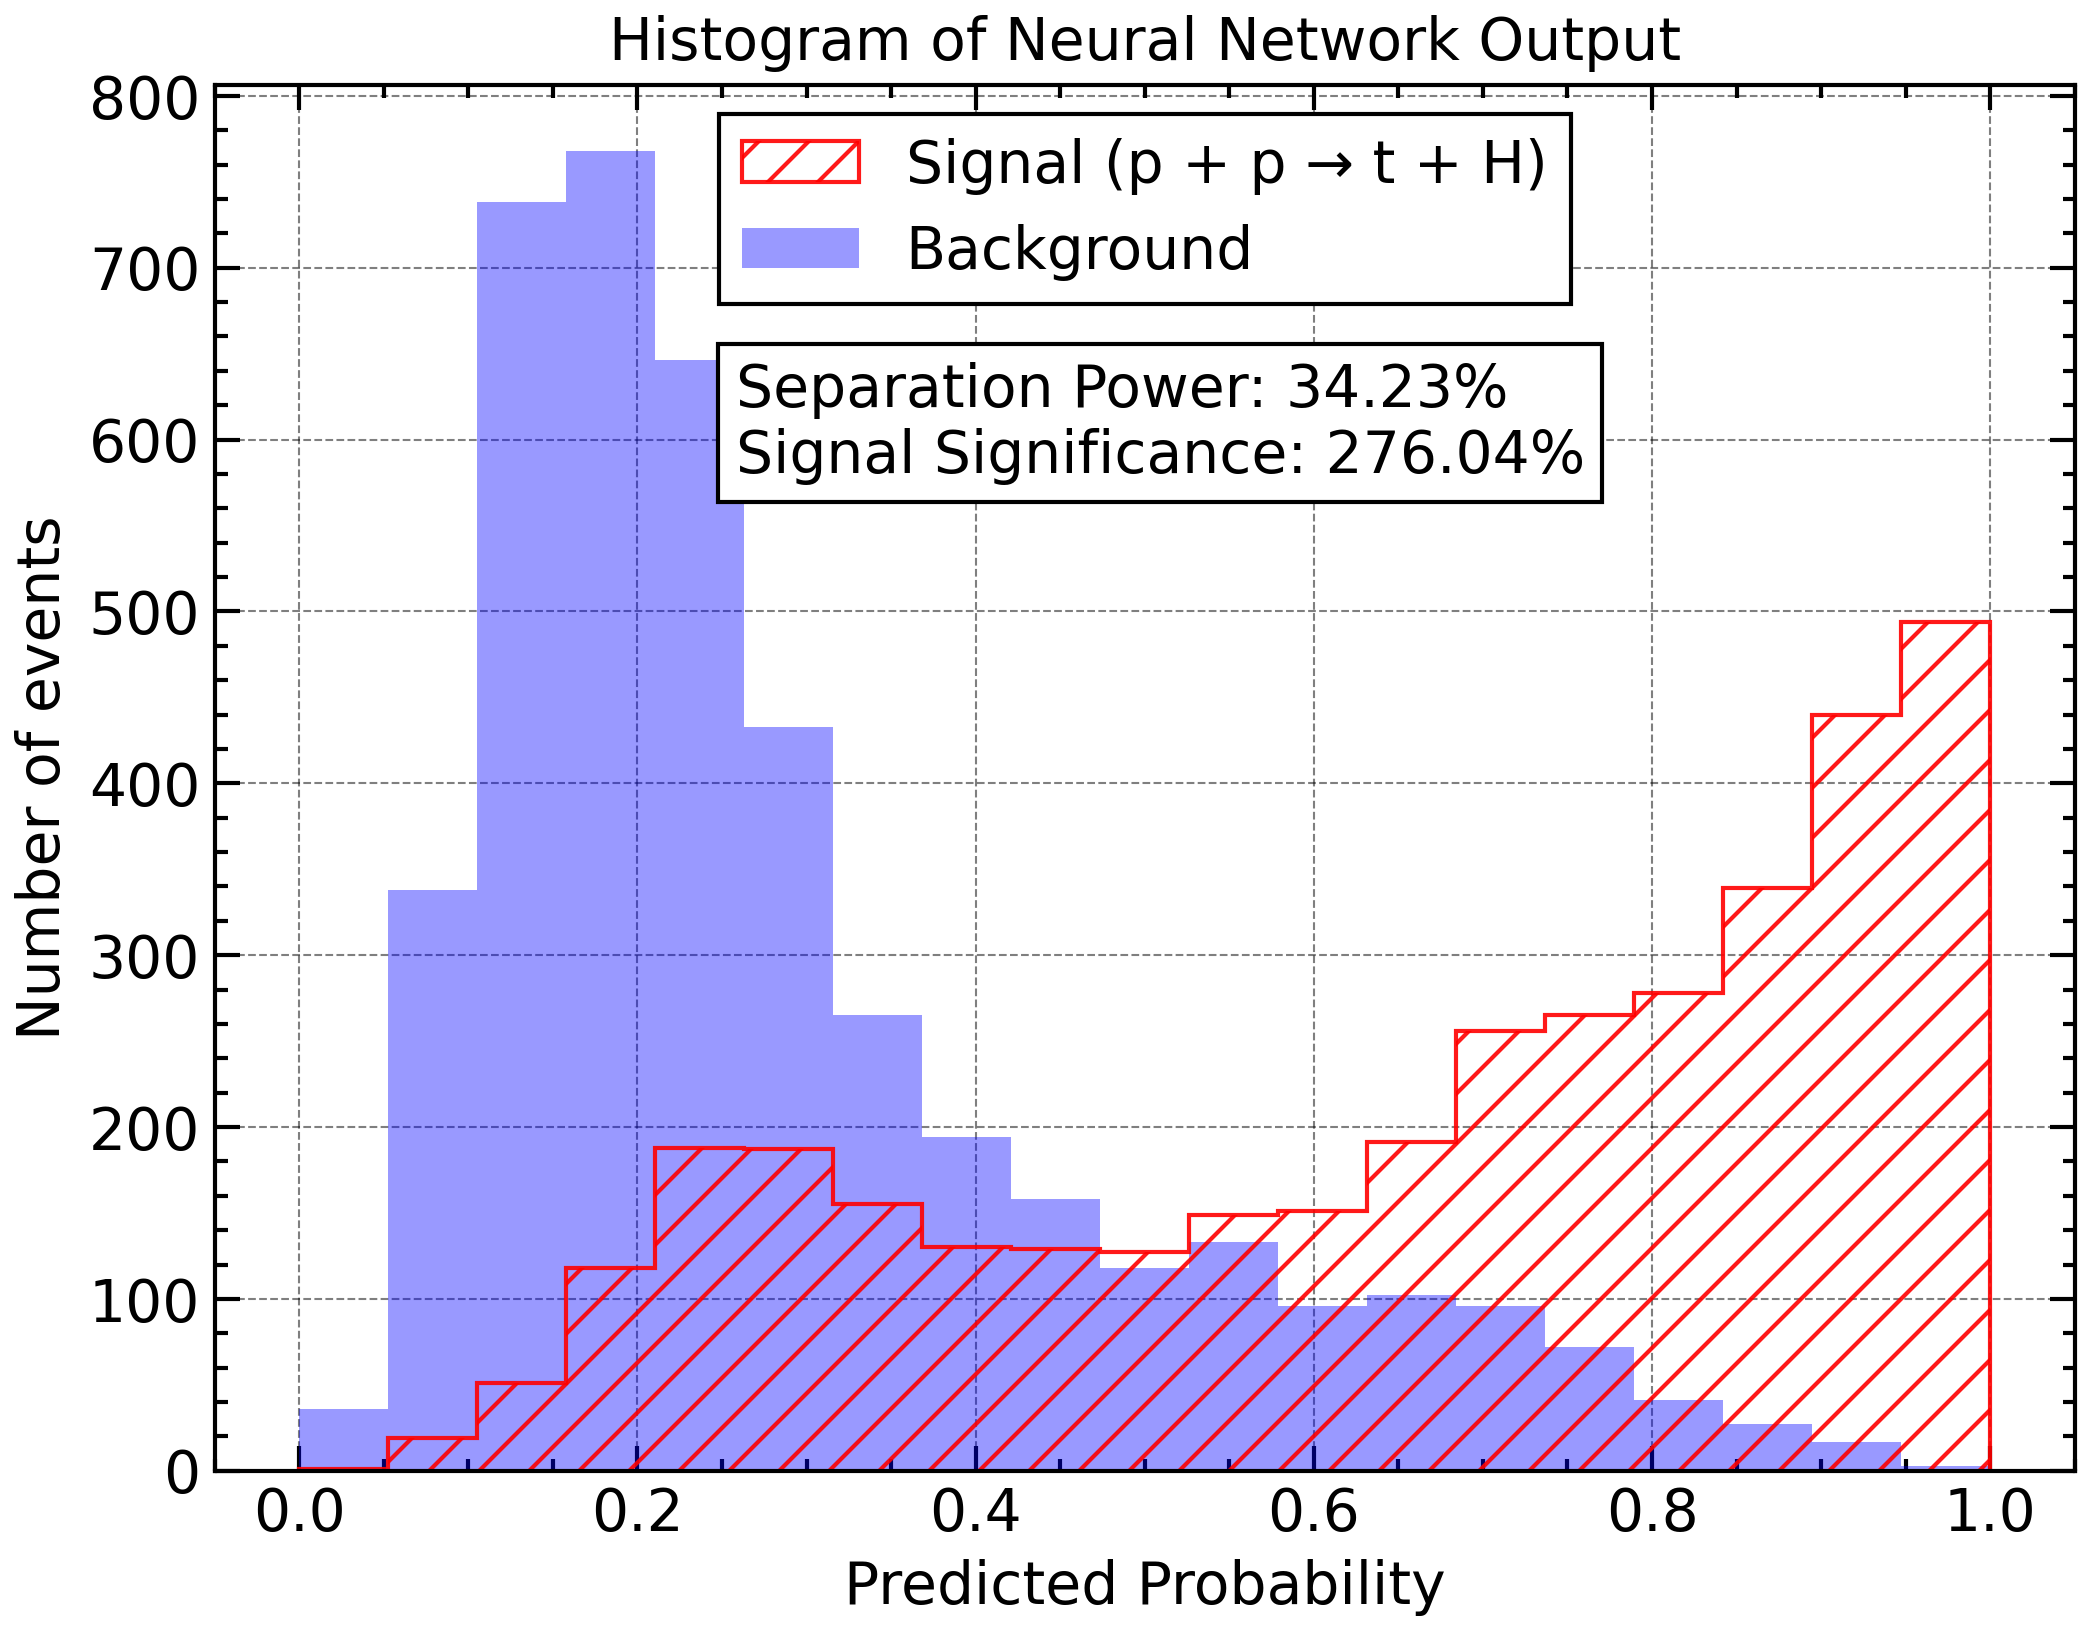 Histogram of Neural Network Output
Signal (p + p → t + H)
Background
Separation Power: 34.23%
Signal Significance: 276.04%
Number of events
800
700
600
500
400
300
200
100
0
0.0 0.2 0.4 0.6 0.8 1.0
Predicted Probability